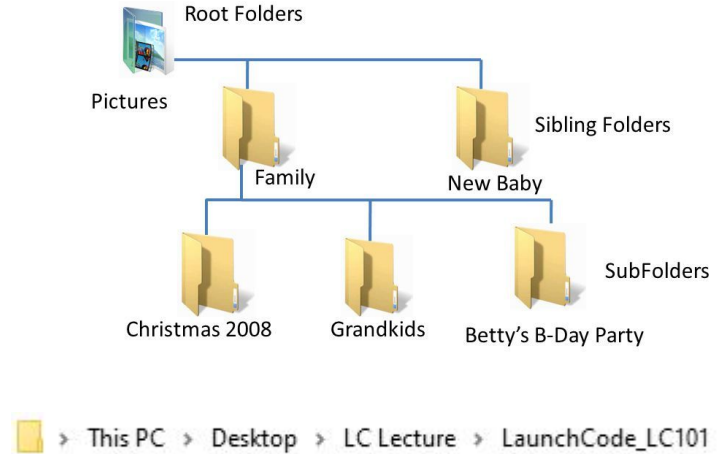 Root Folders
Pictures
Sibling Folders
Family
New Baby
SubFolders
Christmas 2008
Grandkids
Betty’s B-Day Party
> This PC > Desktop > LC Lecture > LaunchCode_LC101